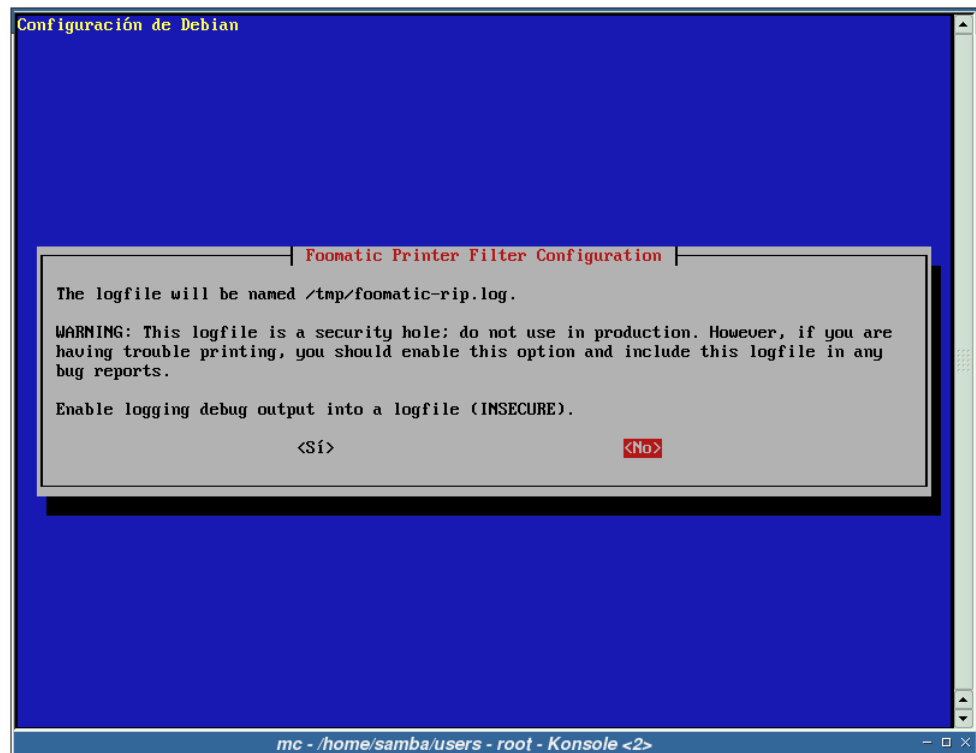 Configuración de Debian
Foomatic Printer Filter Configuration
The logfile will be named /tmp/foomatic-rip.log.
WARNING: This logfile is a security hole; do not use in production. However, if you are
having trouble printing, you should enable this option and include this logfile in any
bug reports.
Enable logging debug output into a logfile (INSECURE).
<Sí> <No>
mc - /home/samba/users - root - Konsole <2>